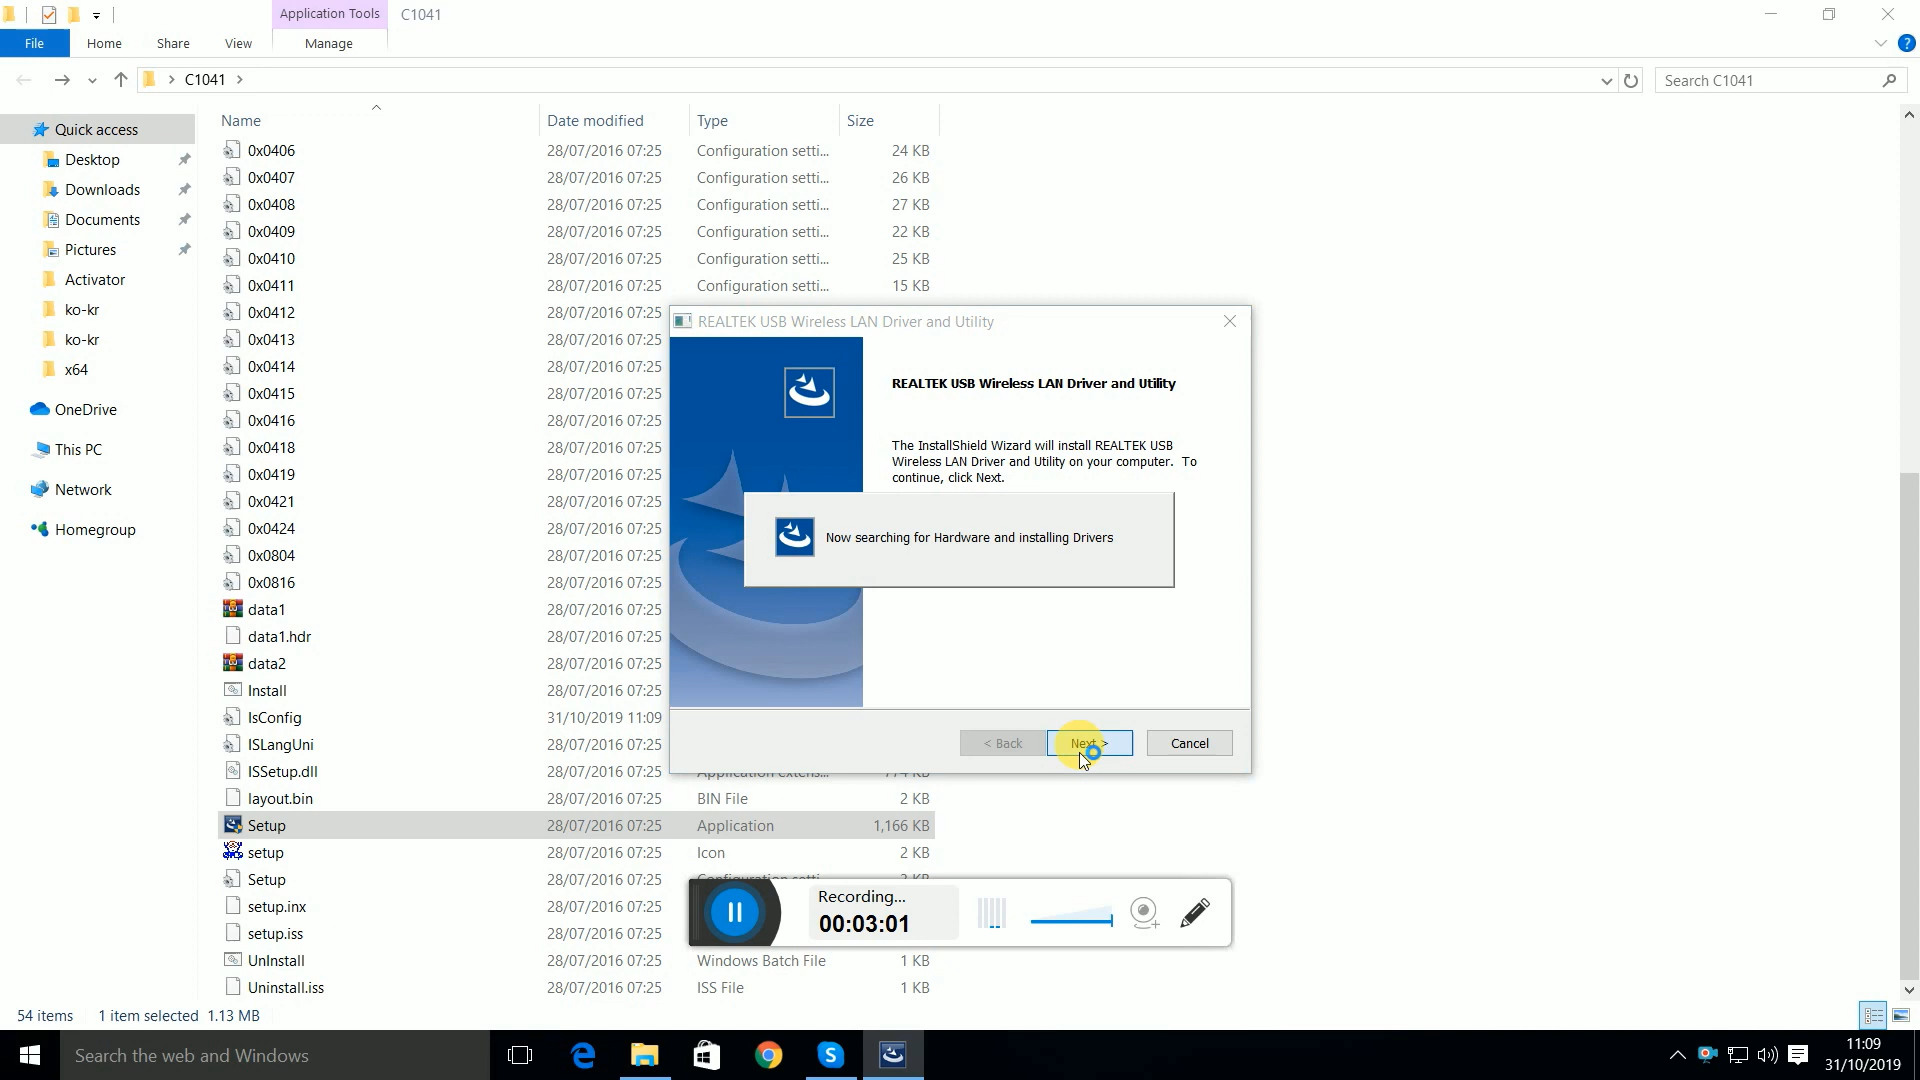 Application Tools
C1041
File
Home
Share
View
Manage
C1041
Search C1041
Name
Date modified
Type
Size
Quick access
Desktop
Downloads
Documents
Pictures
Activator
ko-kr
ko-kr
x64
OneDrive
This PC
Network
Homegroup
0x0406 28/07/2016 07:25 Configuration setti... 24 KB
0x0407 28/07/2016 07:25 Configuration setti... 26 KB
0x0408 28/07/2016 07:25 Configuration setti... 27 KB
0x0409 28/07/2016 07:25 Configuration setti... 22 KB
0x0410 28/07/2016 07:25 Configuration setti... 25 KB
0x0411 28/07/2016 07:25 Configuration setti... 15 KB
0x0412 28/07/2016 07:25
0x0413 28/07/2016 07:25
0x0414 28/07/2016 07:25
0x0415 28/07/2016 07:25
0x0416 28/07/2016 07:25
0x0418 28/07/2016 07:25
0x0419 28/07/2016 07:25
0x0421 28/07/2016 07:25
0x0424 28/07/2016 07:25
0x0804 28/07/2016 07:25
0x0816 28/07/2016 07:25
data1 28/07/2016 07:25
data1.hdr 28/07/2016 07:25
data2 28/07/2016 07:25
Install 28/07/2016 07:25
IsConfig 31/10/2019 11:09
ISLangUni 28/07/2016 07:25
ISSetup.dll 28/07/2016 07:25
layout.bin 28/07/2016 07:25 BIN File 2 KB
Setup 28/07/2016 07:25 Application 1,166 KB
setup 28/07/2016 07:25 Icon 2 KB
Setup 28/07/2016 07:25
setup.inx 28/07/2016 07:25
setup.iss 28/07/2016 07:25
UnInstall 28/07/2016 07:25 Windows Batch File 1 KB
Uninstall.iss 28/07/2016 07:25 ISS File 1 KB
REALTEK USB Wireless LAN Driver and Utility
REALTEK USB Wireless LAN Driver and Utility
The InstallShield Wizard will install REALTEK USB
Wireless LAN Driver and Utility on your computer. To
continue, click Next.
Now searching for Hardware and installing Drivers
< Back
Next >
Cancel
Recording...
00:03:01
54 items
1 item selected 1.13 MB
Search the web and Windows
11:09
31/10/2019